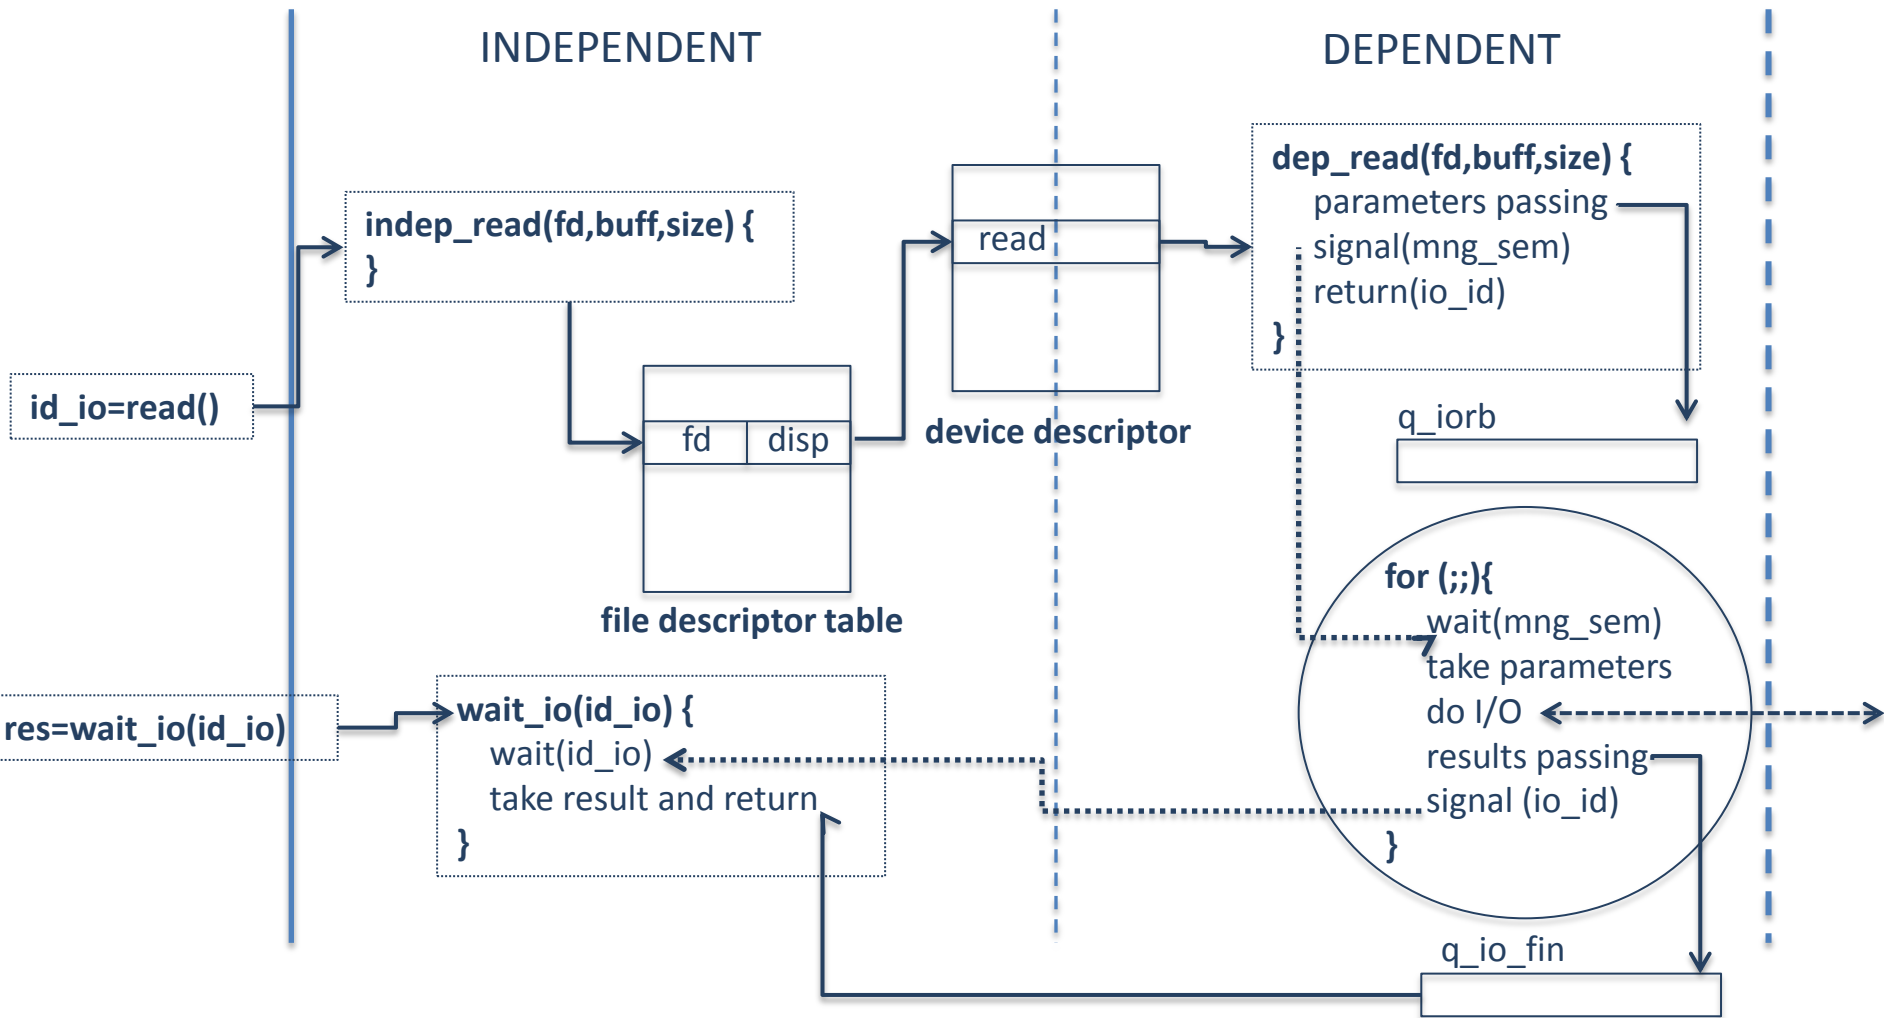 INDEPENDENT
DEPENDENT
id_io=read()
indep_read(fd,buff,size) {
}
fd disp
file descriptor table
read
device descriptor
dep_read(fd,buff,size) {
parameters passing
signal(mng_sem)
return(io_id)
}
q_iorb
for (;;){
wait(mng_sem)
take parameters
do I/O
results passing
signal (io_id)
}
q_io_fin
res=wait_io(id_io)
wait_io(id_io) {
wait(id_io)
take result and return
}